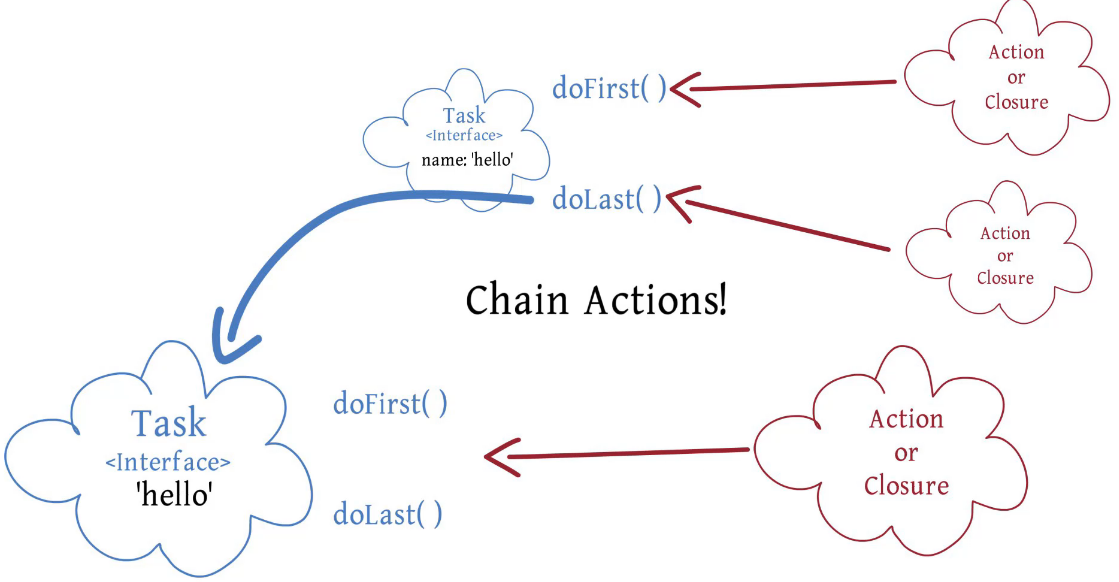 Action
or
Closure
doFirst( )
Task
<Interface>
name: 'hello'
doLast( )
Action
or
Closure
Chain Actions!
Task
<Interface>
'hello'
doFirst( )
doLast( )
Action
or
Closure